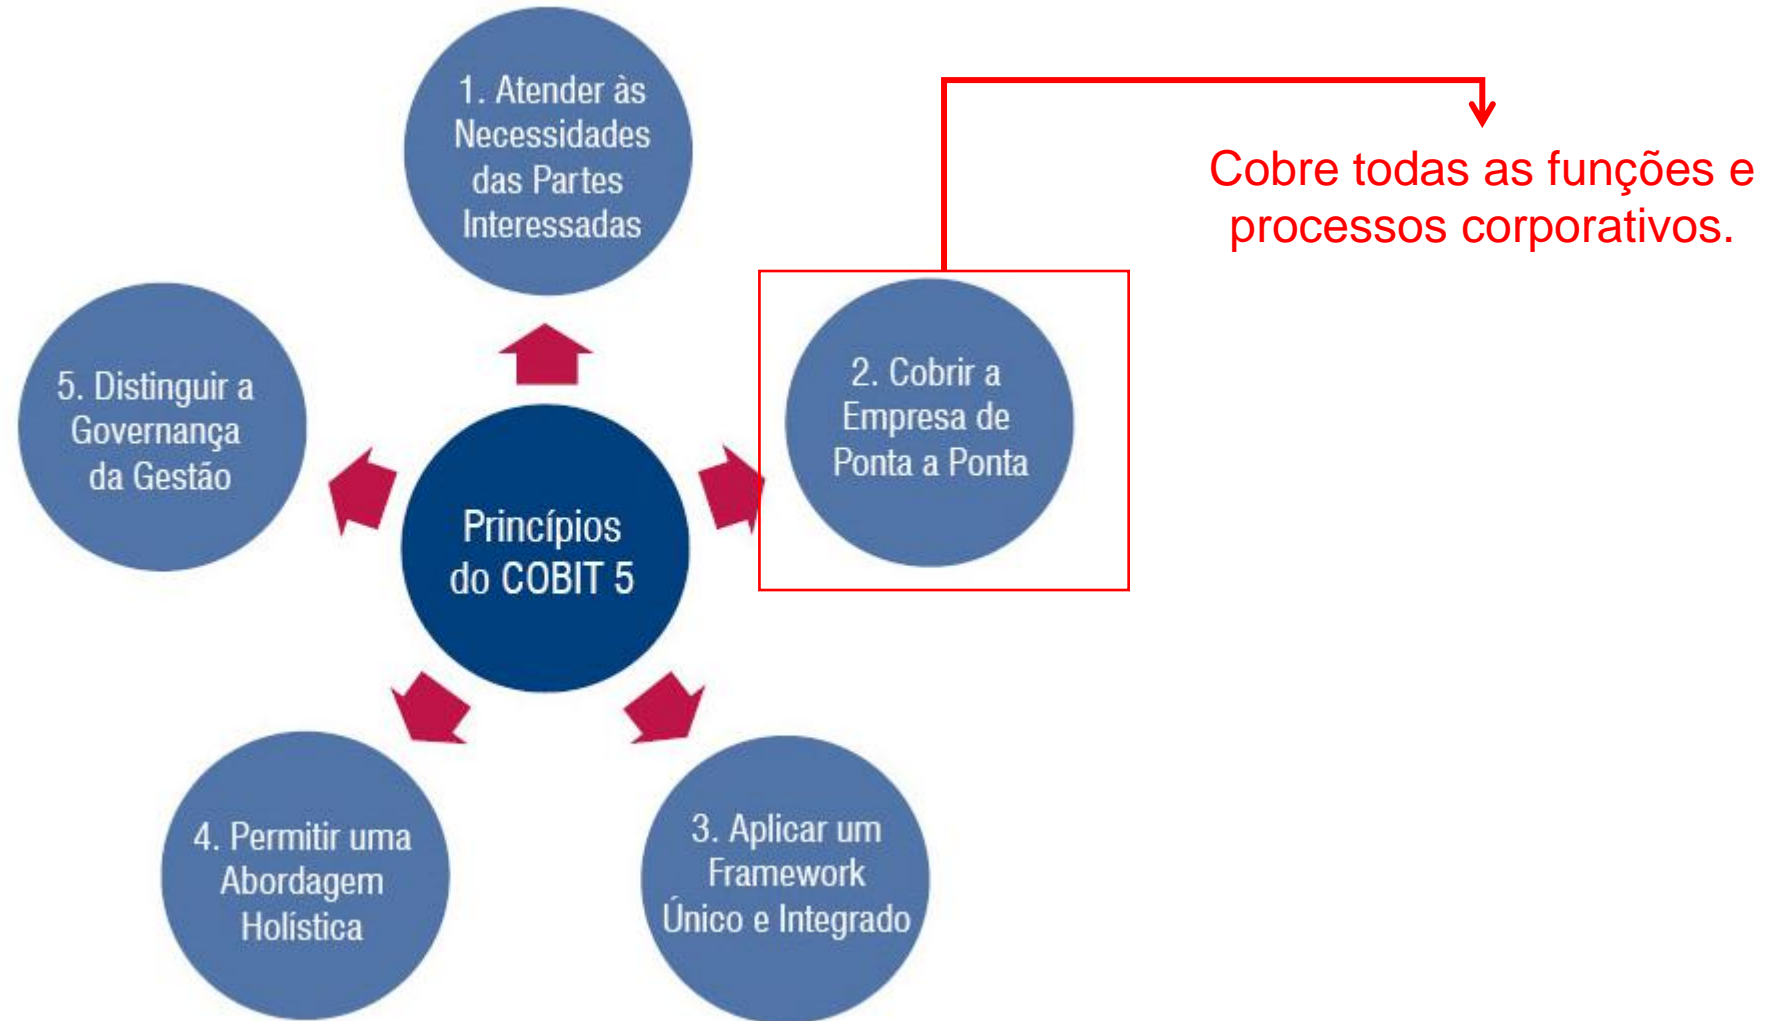 1. Atender às
Necessidades
das Partes
Interessadas
Cobre todas as funções e
processos corporativos.
2. Cobrir a
Empresa de
Ponta a Ponta
5. Distinguir a
Governança
da Gestão
Princípios
do COBIT 5
4. Permitir uma
Abordagem
Holística
3. Aplicar um
Framework
Único e Integrado